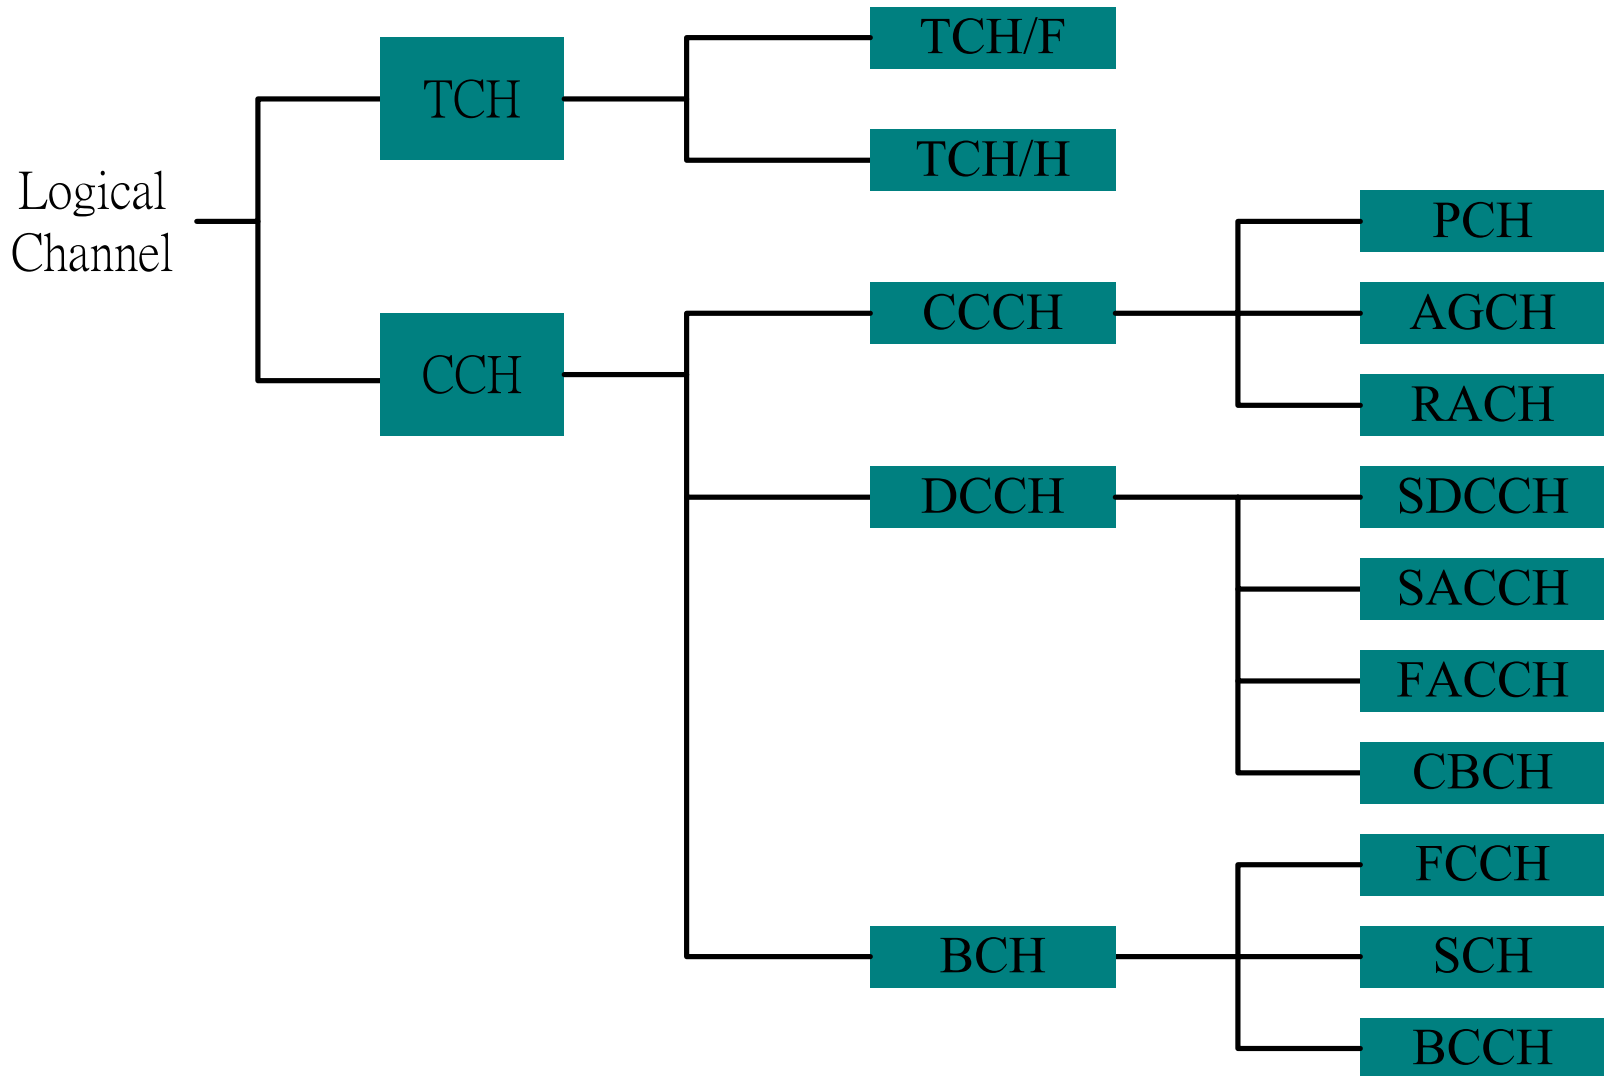 Logical
Channel
TCH
CCH
TCH/F
TCH/H
CCCH
DCCH
BCH
PCH
AGCH
RACH
SDCCH
SACCH
FACCH
CBCH
FCCH
SCH
BCCH